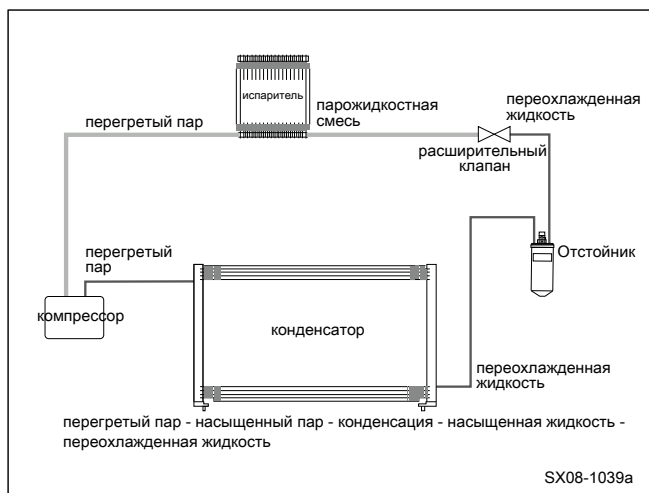 испаритель
перегретый пар
парожидкостная
смесь
переохлажденная
жидкость
расширительный
клапан
перегретый
пар
Отстойник
компрессор
конденсатор
переохлажденная
жидкость
перегретый пар - насыщенный пар - конденсация - насыщенная жидкость -
переохлажденная жидкость
SX08-1039a